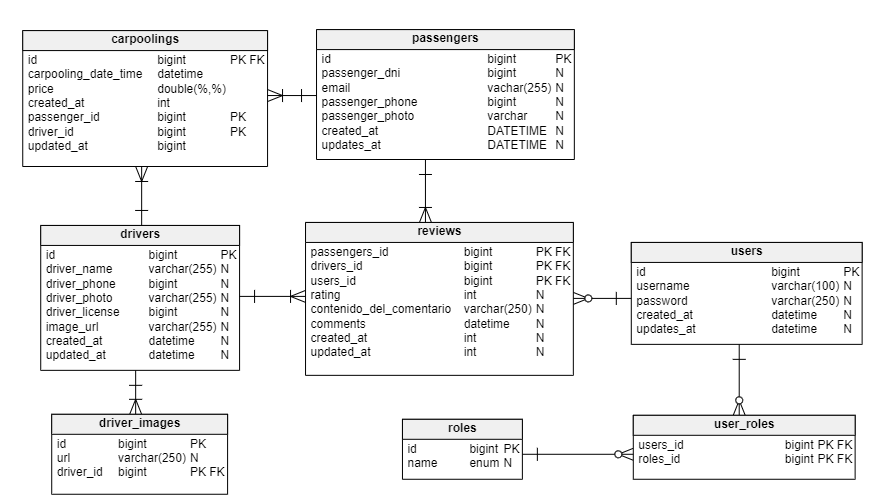 carpoolings
id bigint PK FK
carpooling_date_time datetime
price double(%,%)
created_at int
passenger_id bigint PK
driver_id bigint PK
updated_at bigint
passengers
id bigint PK
passenger_dni bigint N
email vachar(255) N
passenger_phone bigint N
passenger_photo varchar N
created_at DATETIME N
updates_at DATETIME N
drivers
id bigint PK
driver_name varchar(255) N
driver_phone bigint N
driver_photo varchar(255) N
driver_license bigint N
image_url varchar(255) N
created_at datetime N
updated_at datetime N
reviews
passengers_id bigint PK FK
drivers_id bigint PK FK
users_id bigint PK FK
rating int N
contenido_del_comentario varchar(250) N
comments datetime N
created_at int N
updated_at int N
users
id bigint PK
username varchar(100) N
password varchar(250) N
created_at datetime N
updates_at datetime N
driver_images
id bigint PK
url varchar(250) N
driver_id bigint PK FK
roles
id bigint PK
name enum N
user_roles
users_id bigint PK FK
roles_id bigint PK FK